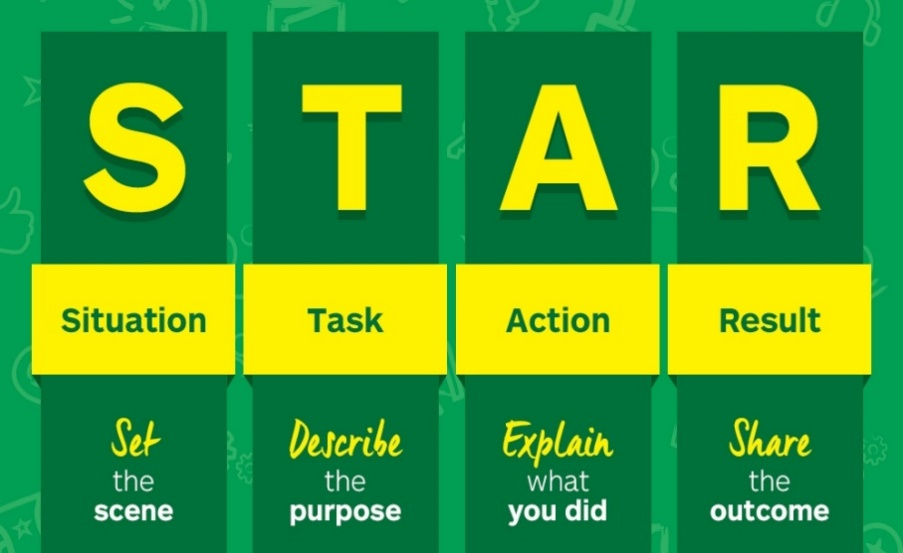 S T A R
Situation Task Action Result
Set Describe Explain Share
the the what the
scene purpose you did outcome